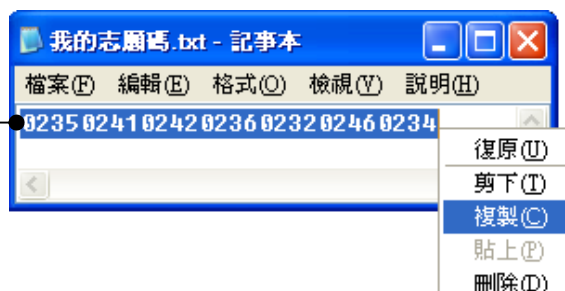 我的志願碼.txt - 記事本
檔案(F) 編輯(E) 格式(O) 檢視(V) 說明(H)
0235 0241 0242 0236 0232 0246 0234
復原(U)
剪下(T)
複製(C)
貼上(P)
刪除(D)